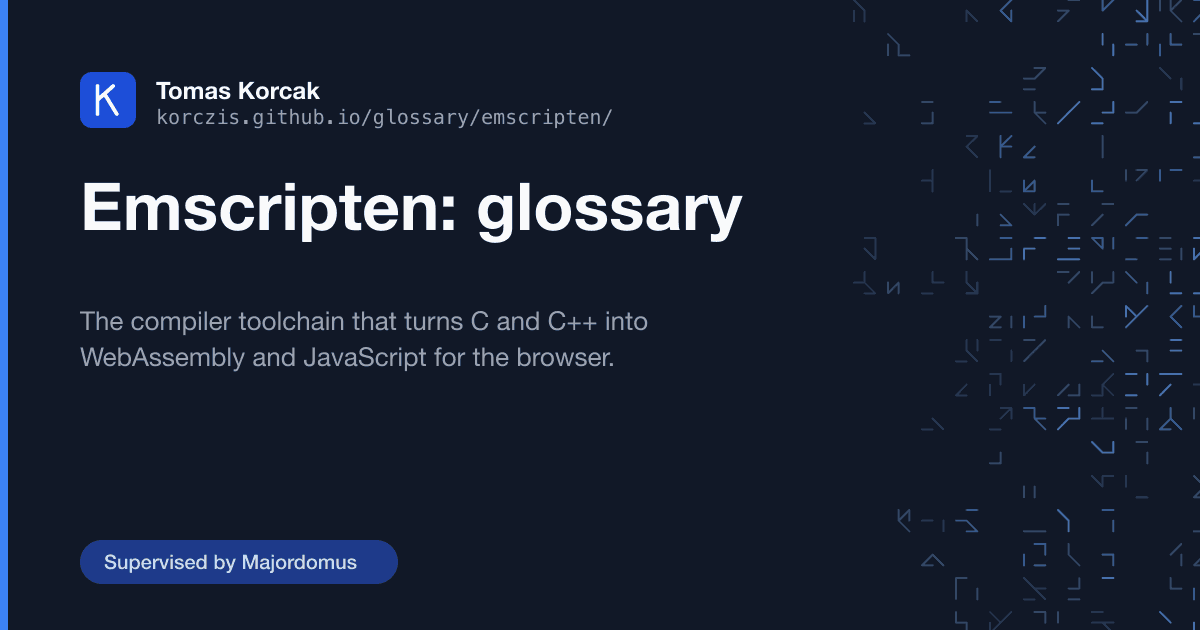 K
Tomas Korcak
korczis.github.io/glossary/emscripten/
Emscripten: glossary
The compiler toolchain that turns C and C++ into
WebAssembly and JavaScript for the browser.
Supervised by Majordomus